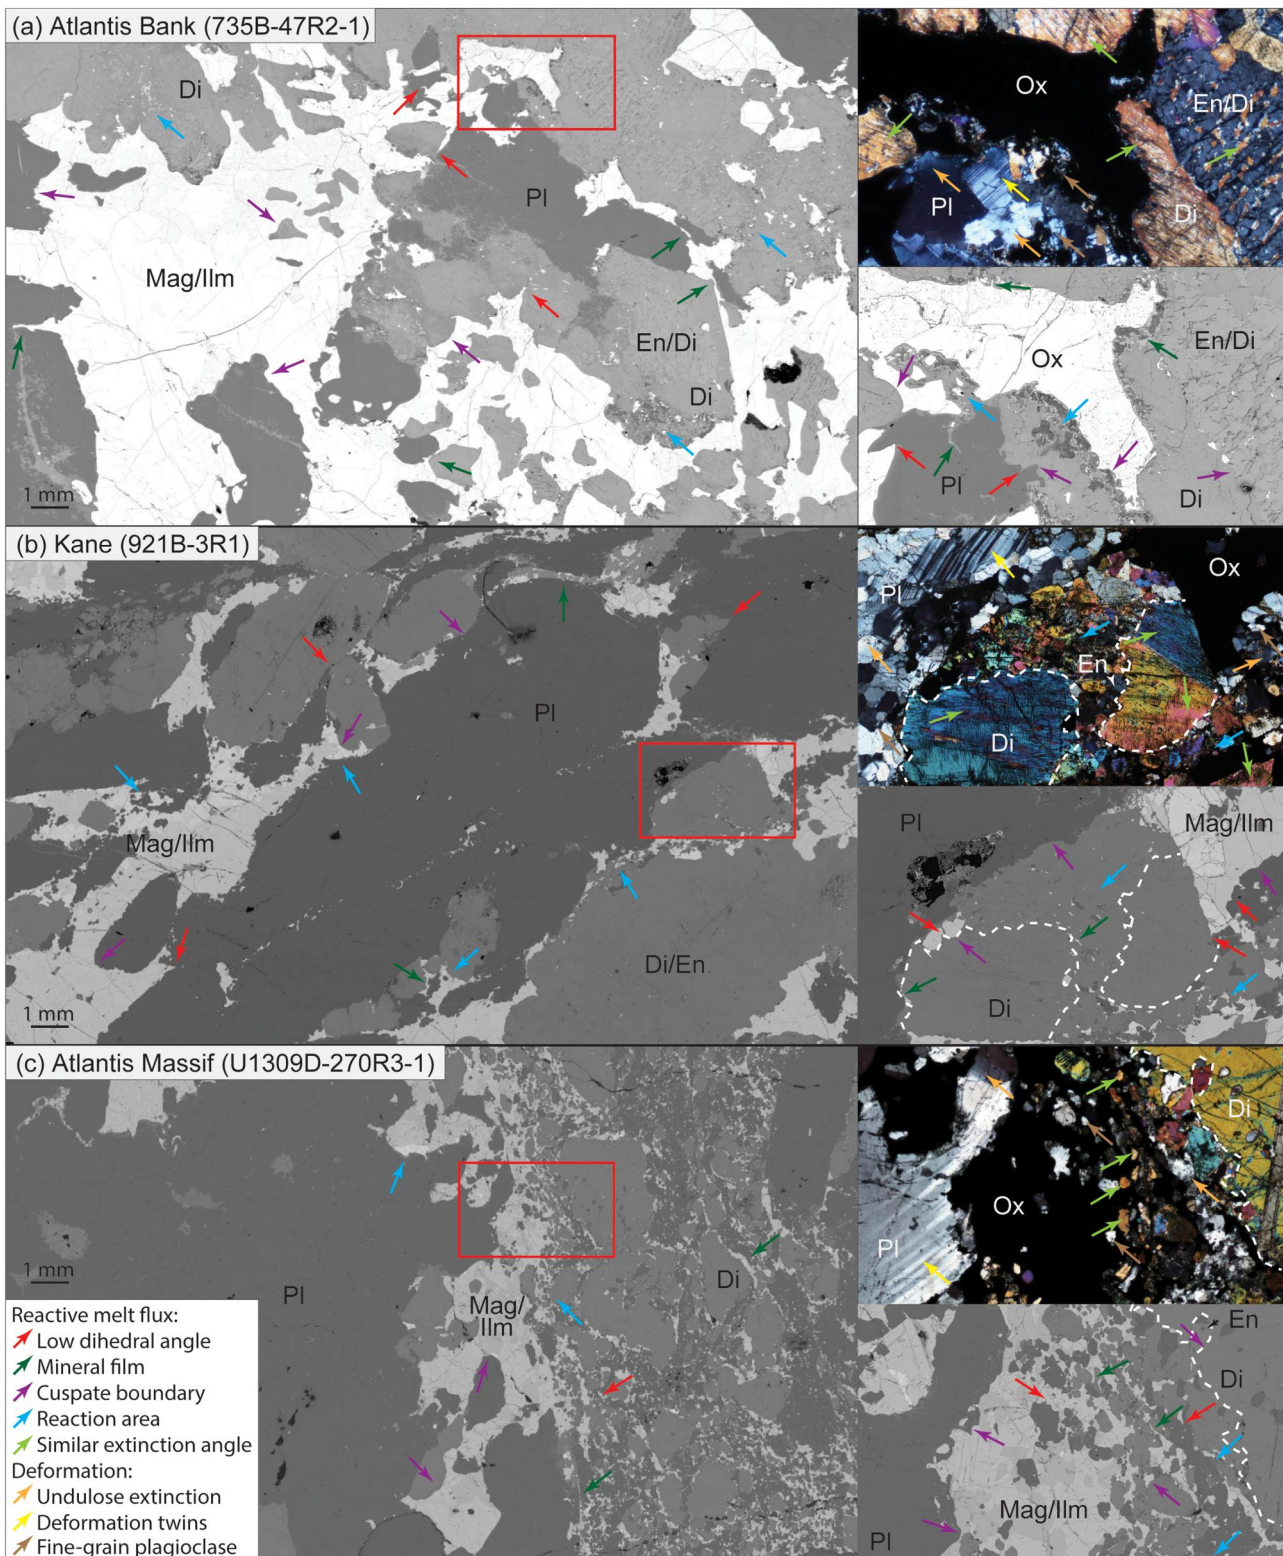 (a) Atlantis Bank (735B-47R2-1)
Di
Pl
Mag/Ilm
En/Di
Di
1 mm
Ox
En/Di
Pl
Di
En/Di
Ox
Pl
Di
(b) Kane (921B-3R1)
Pl
Mag/Ilm
Di/En
1 mm
Ox
Pl
En
Di
Pl
Mag/Ilm
Di
(c) Atlantis Massif (U1309D-270R3-1)
1 mm
Pl
Mag/
Ilm
Di
Di
Ox
Pl
En
Di
Mag/Ilm
Pl
Reactive melt flux:
Low dihedral angle
Mineral film
Cuspate boundary
Reaction area
Similar extinction angle
Deformation:
Undulose extinction
Deformation twins
Fine-grain plagioclase